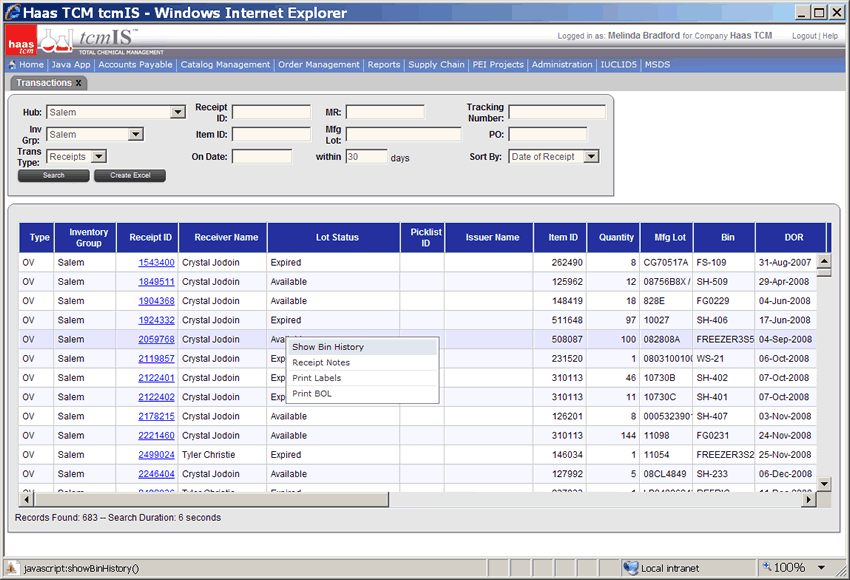 Haas TCM tcmIS - Windows Internet Explorer
haas tcm tcmIS™ TOTAL CHEMICAL MANAGEMENT
Logged in as: Melinda Bradford for Company Haas TCM Logout | Help
Home | Java App | Accounts Payable | Catalog Management | Order Management | Reports | Supply Chain | PEI Projects | Administration | IUCLID5 | MSDS
Transactions x
Hub: Salem Receipt ID: MR: Tracking Number:
Inv Grp: Salem Item ID: Mfg Lot: PO:
Trans Type: Receipts On Date: within 30 days Sort By: Date of Receipt
Search Create Excel
Type Inventory Group Receipt ID Receiver Name Lot Status Picklist ID Issuer Name Item ID Quantity Mfg Lot Bin DOR
OV Salem 1543400 Crystal Jodoin Expired 262490 8 CG70517A FS-109 31-Aug-2007
OV Salem 1849511 Crystal Jodoin Available 125962 12 08756B8X / SH-509 29-Apr-2008
OV Salem 1904368 Crystal Jodoin Available 148419 18 828E FG0229 04-Jun-2008
OV Salem 1924332 Crystal Jodoin Expired 511648 97 10027 SH-406 17-Jun-2008
OV Salem 2059768 Crystal Jodoin 508087 100 082808A FREEZER3S5 04-Sep-2008
OV Salem 2119857 Crystal Jodoin 231520 1 0803100100 WS-21 06-Oct-2008
OV Salem 2122401 Crystal Jodoin 310113 46 10730B SH-402 07-Oct-2008
OV Salem 2122402 Crystal Jodoin 310113 11 10730C SH-401 07-Oct-2008
Show Bin History
Receipt Notes
Print Labels
Print BOL
OV Salem 2178215 Crystal Jodoin Available 126201 8 000532390 SH-407 03-Nov-2008
OV Salem 2221460 Crystal Jodoin Available 310113 144 11098 FG0231 24-Nov-2008
OV Salem 2499024 Tyler Christie Expired 146034 1 11054 FREEZER3S2 25-Nov-2008
OV Salem 2246404 Crystal Jodoin Available 127992 5 08CL4849 SH-233 06-Dec-2008
Records Found: 683 -- Search Duration: 6 seconds
javascript:showBinHistory() Local intranet 100%